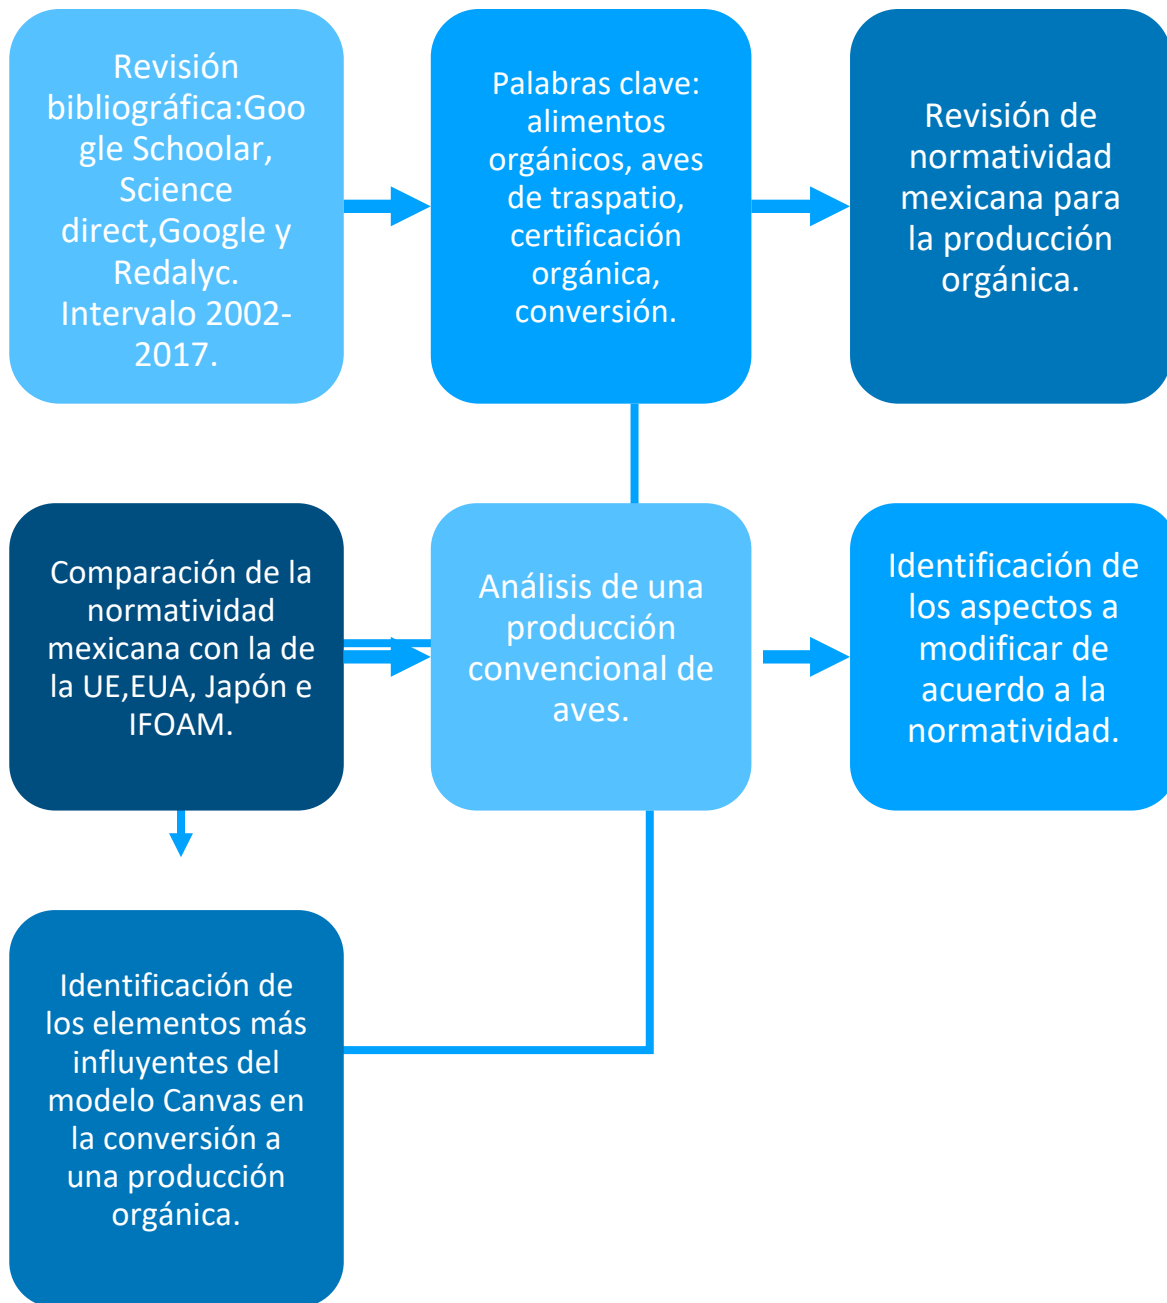 Revisión
bibliográfica:Goo
gle Schoolar,
Science
direct,Google y
Redalyc.
Intervalo 2002-
2017.
Palabras clave:
alimentos
orgánicos, aves
de traspatio,
certificación
orgánica,
conversión.
Revisión de
normatividad
mexicana para
la producción
orgánica.
Comparación de la
normatividad
mexicana con la de
la UE,EUA, Japón e
IFOAM.
Análisis de una
producción
convencional de
aves.
Identificación de
los aspectos a
modificar de
acuerdo a la
normatividad.
Identificación de
los elementos más
influyentes del
modelo Canvas en
la conversión a
una producción
orgánica.